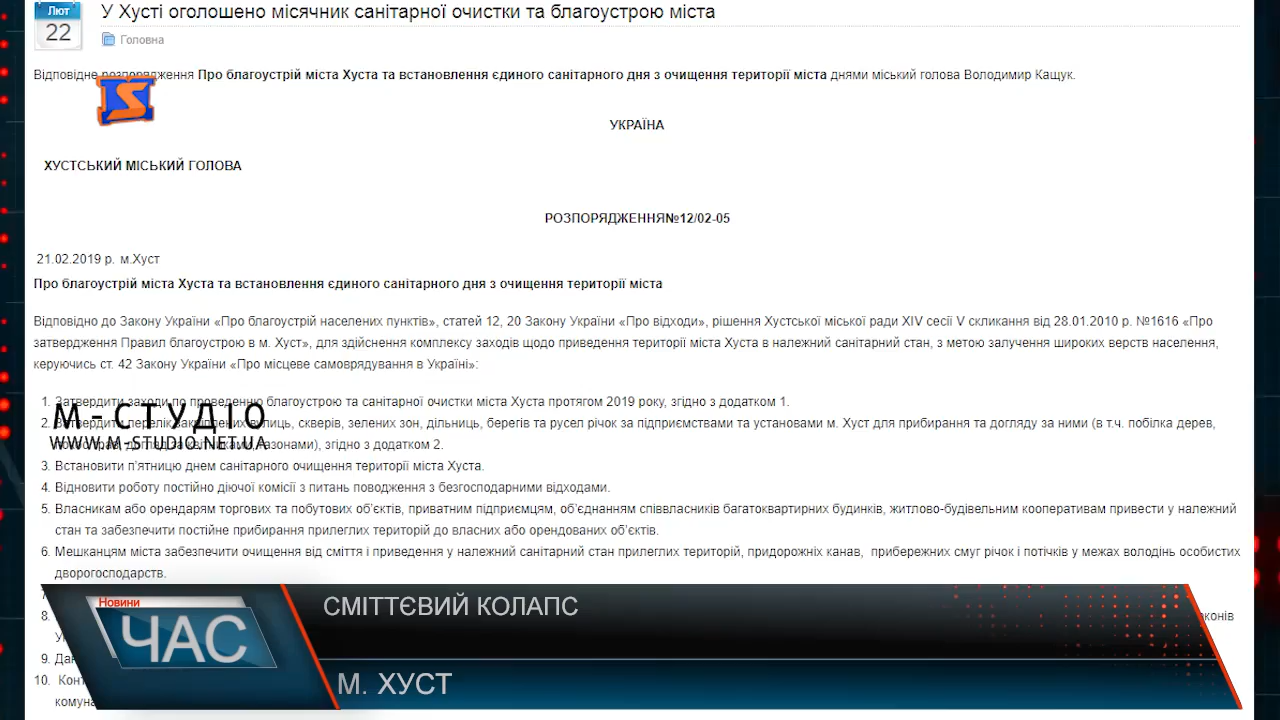 Лют
22
У Хусті оголошено місячник санітарної очистки та благоустрою міста
Головна
Відповідне розпорядження Про благоустрій міста Хуста та встановлення єдиного санітарного дня з очищення території міста днями міський голова Володимир Кащук.
УКРАЇНА
ХУСТСЬКИЙ МІСЬКИЙ ГОЛОВА
РОЗПОРЯДЖЕННЯ№12/02-05
21.02.2019 р. м.Хуст
Про благоустрій міста Хуста та встановлення єдиного санітарного дня з очищення території міста
Відповідно до Закону України «Про благоустрій населених пунктів», статей 12, 20 Закону України «Про відходи», рішення Хустської міської ради XIV сесії V скликання від 28.01.2010 р. №1616 «Про
затвердження Правил благоустрою в м. Хуст», для здійснення комплексу заходів щодо приведення території міста Хуста в належний санітарний стан, з метою залучення широких верств населення,
керуючись ст. 42 Закону України «Про місцеве самоврядування в Україні»:
1. Затвердити заходи по проведенню благоустрою та санітарної очистки міста Хуста протягом 2019 року, згідно з додатком 1.
М-СТУДІО
2. Затвердити перелік закріплених вулиць, скверів, зелених зон, дільниць, берегів та русел річок за підприємствами та установами м. Хуст для прибирання та догляду за ними (в т.ч. побілка дерев,
WWW.M-STUDIO.NET.UA
догляд за квітниками, газонами), згідно з додатком 2.
3. Встановити п'ятницю днем санітарного очищення території міста Хуста.
4. Відновити роботу постійно діючої комісії з питань поводження з безгосподарними відходами.
5. Власникам або орендарям торгових та побутових об'єктів, приватним підприємцям, об'єднанням співвласників багатоквартирних будинків, житлово-будівельним кооперативам привести у належний
стан та забезпечити постійне прибирання прилеглих територій до власних або орендованих об'єктів.
6. Мешканцям міста забезпечити очищення від сміття і приведення у належний санітарний стан прилеглих територій, придорожніх канав, прибережних смуг річок і потічків у межах володінь особистих
дворогосподарств.
Новини
ЧАС
СМІТТЄВИЙ КОЛАПС
8.
9.
10.
М. ХУСТ